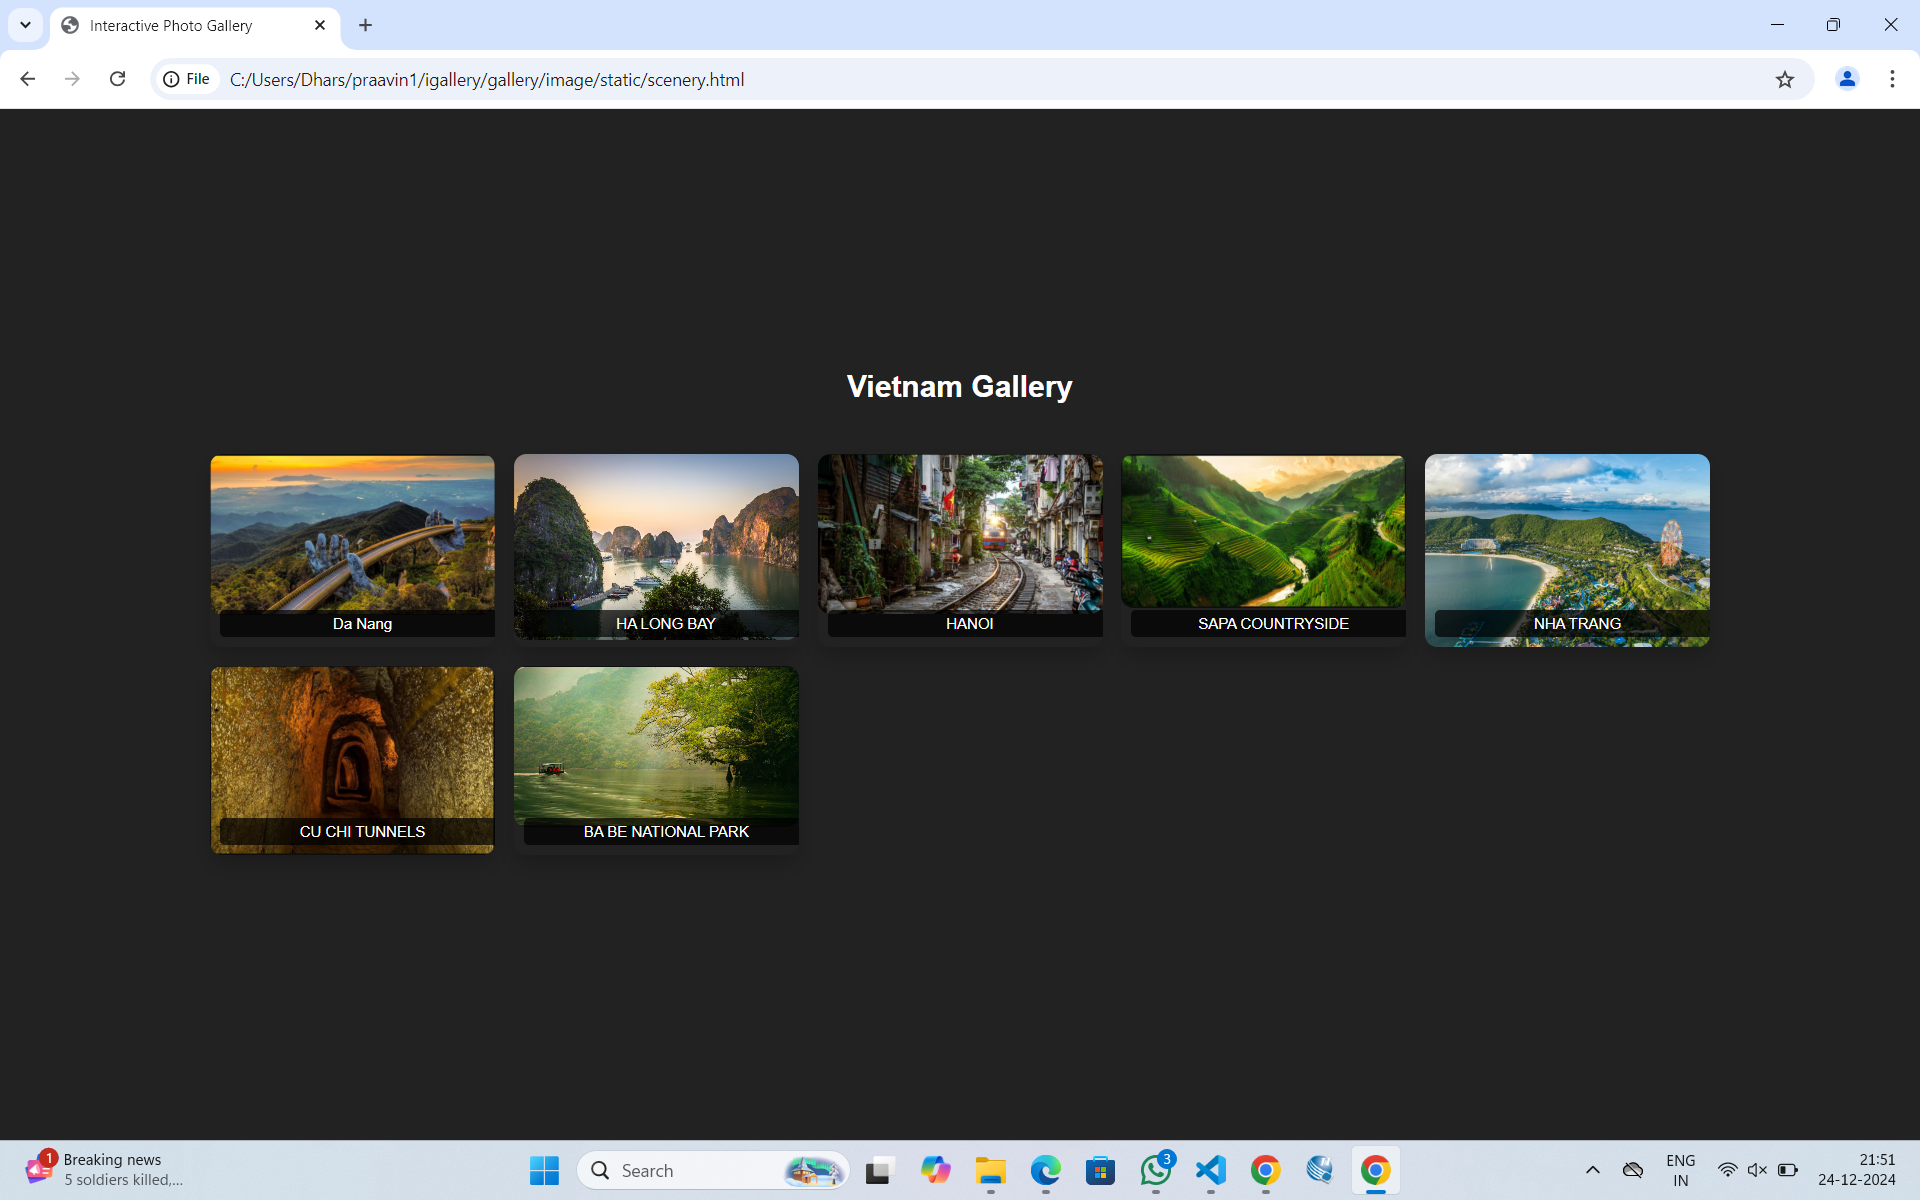 Interactive Photo Gallery
File
C:/Users/Dhars/praavin1/igallery/gallery/image/static/scenery.html
Vietnam Gallery
Da Nang
HA LONG BAY
HANOI
SAPA COUNTRYSIDE
NHA TRANG
CU CHI TUNNELS
BA BE NATIONAL PARK
1
Breaking news
5 soldiers killed,...
Search
3
ENG
IN
21:51
24-12-2024